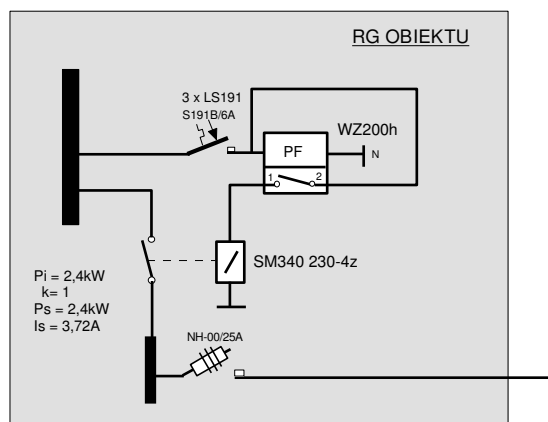 RG OBIEKTU
3 x LS191
S191B/6A
WZ200h
PF
N
1 2
SM340 230-4z
Pi = 2,4kW
k= 1
Ps = 2,4kW
Is = 3,72A
NH-00/25A